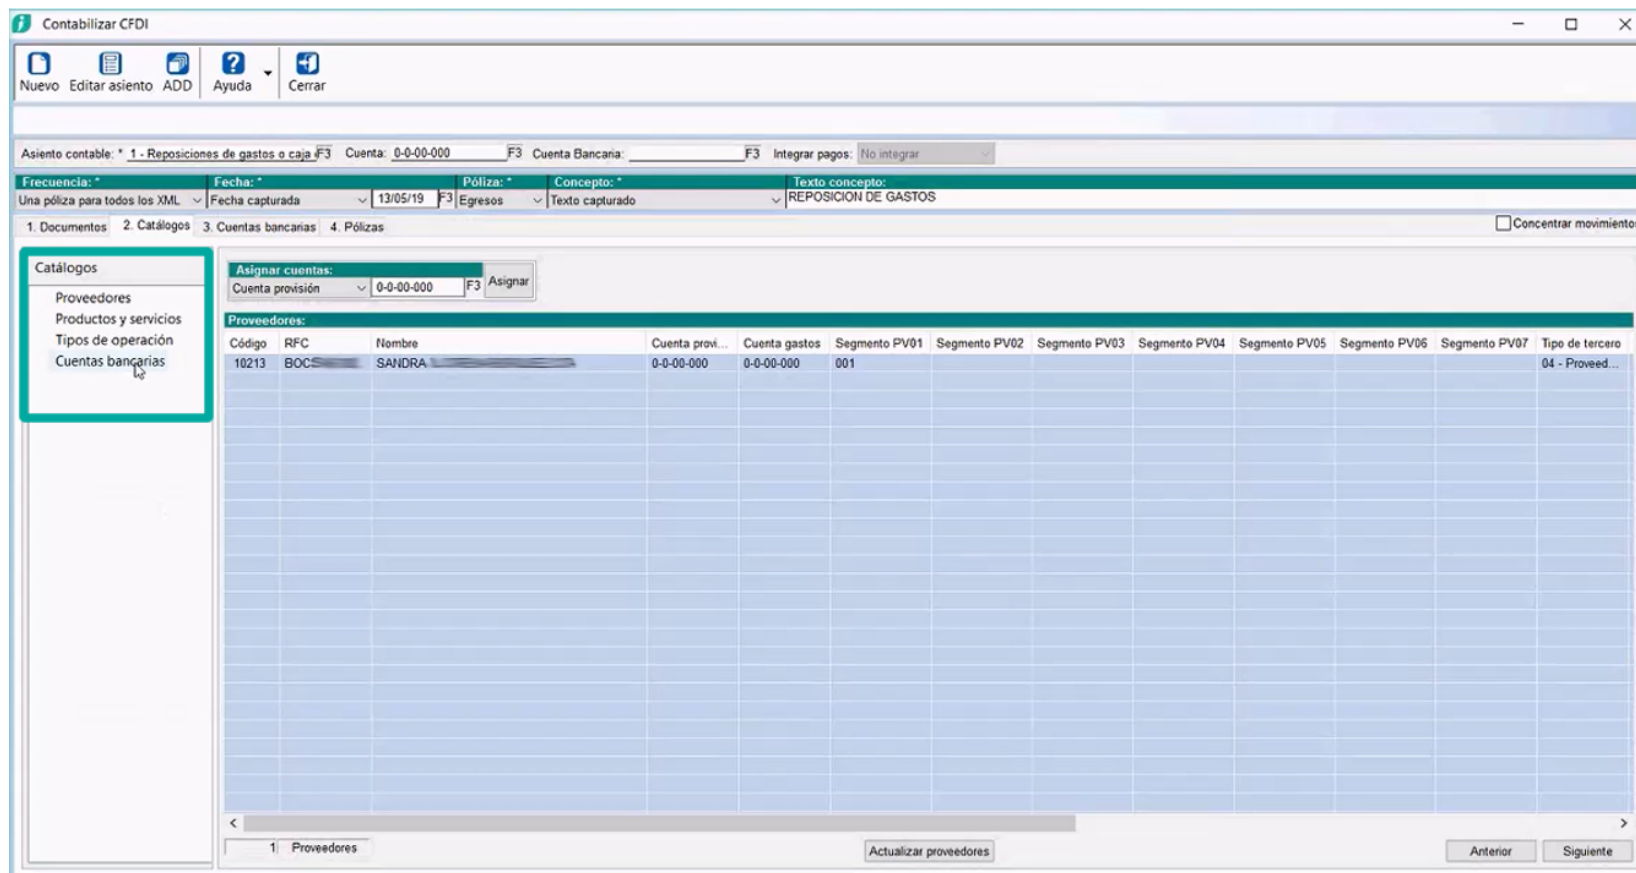 Contabilizar CFDI
Nuevo Editar asiento ADD Ayuda Cerrar
Asiento contable: * 1 - Reposiciones de gastos o caja F3 Cuenta: 0-0-00-000 F3 Cuenta Bancaria: F3 Integrar pagos: No integrar
Frecuencia: * Fecha: * Póliza: * Concepto: * Texto concepto:
Una póliza para todos los XML Fecha capturada 13/05/19 F3 Egresos Texto capturado REPOSICION DE GASTOS
1. Documentos 2. Catálogos 3. Cuentas bancarias 4. Pólizas Concentrar movimientos
Catálogos
Proveedores
Productos y servicios
Tipos de operación
Cuentas bancarias
Asignar cuentas:
Cuenta provisión 0-0-00-000 F3 Asignar
Proveedores:
Código RFC Nombre Cuenta provi... Cuenta gastos Segmento PV01 Segmento PV02 Segmento PV03 Segmento PV04 Segmento PV05 Segmento PV06 Segmento PV07 Tipo de tercero
10213 BOCS SANDRA 0-0-00-000 0-0-00-000 001 04 - Proveed...
1 Proveedores Actualizar proveedores Anterior Siguiente